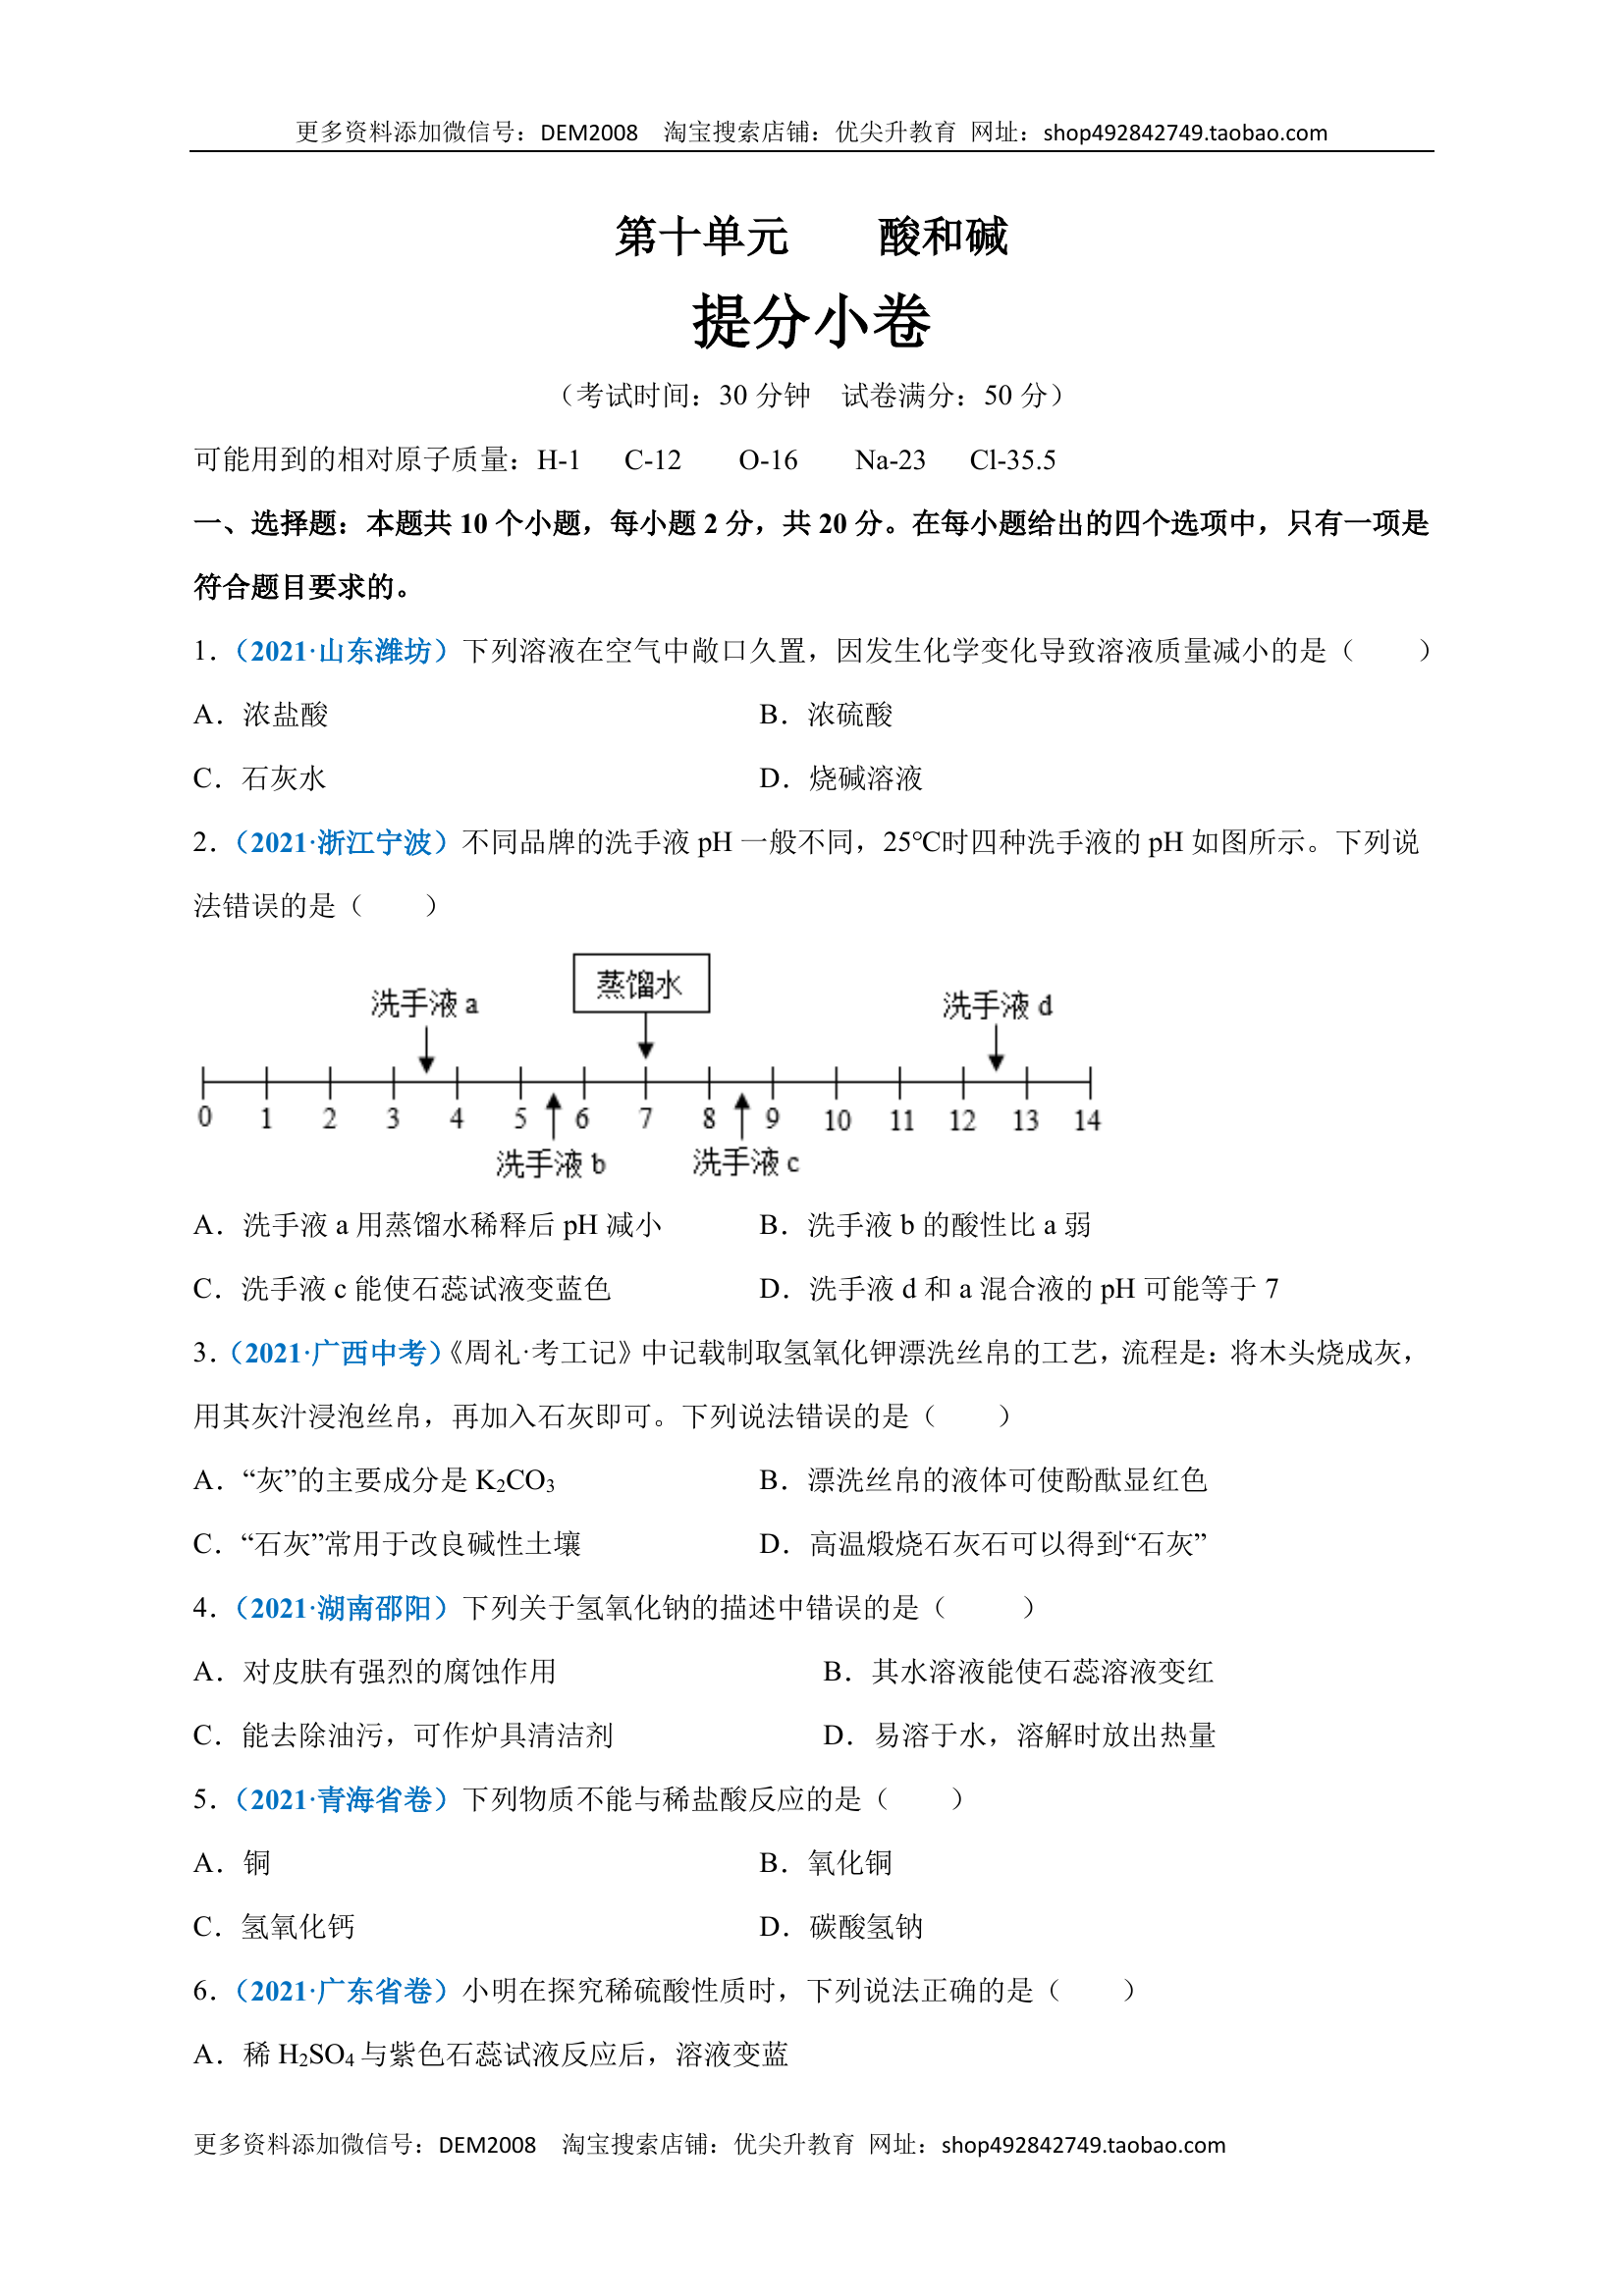 更多资料添加微信号：DEM2008  淘宝搜索店铺：优尖升教育 网址：shop492842749.taobao.com
第十单元  酸和碱
提分小卷
（考试时间：30 分钟  试卷满分：50 分）
可能用到的相对原子质量：H-1  C-12  O-16  Na-23  Cl-35.5
一、选择题：本题共 10 个小题，每小题 2 分，共 20 分。在每小题给出的四个选项中，只有一项是
符合题目要求的。
1．（2021·山东潍坊）下列溶液在空气中敞口久置，因发生化学变化导致溶液质量减小的是（  ）
A．浓盐酸  B．浓硫酸
C．石灰水  D．烧碱溶液
2．（2021·浙江宁波）不同品牌的洗手液 pH 一般不同，25℃时四种洗手液的 pH 如图所示。下列说
法错误的是（  ）
洗手液 a  蒸馏水  洗手液 d
0 1 2 3 4 5 6 7 8 9 10 11 12 13 14
洗手液 b  洗手液 c
A．洗手液 a 用蒸馏水稀释后 pH 减小  B．洗手液 b 的酸性比 a 弱
C．洗手液 c 能使石蕊试液变蓝色  D．洗手液 d 和 a 混合液的 pH 可能等于 7
3．（2021·广西中考）《周礼·考工记》中记载制取氢氧化钾漂洗丝帛的工艺，流程是：将木头烧成灰，
用其灰汁浸泡丝帛，再加入石灰即可。下列说法错误的是（  ）
A．“灰”的主要成分是 K₂CO₃  B．漂洗丝帛的液体可使酚酞显红色
C．“石灰”常用于改良碱性土壤  D．高温煅烧石灰石可以得到“石灰”
4．（2021·湖南邵阳）下列关于氢氧化钠的描述中错误的是（  ）
A．对皮肤有强烈的腐蚀作用  B．其水溶液能使石蕊溶液变红
C．能去除油污，可作炉具清洁剂  D．易溶于水，溶解时放出热量
5．（2021·青海省卷）下列物质不能与稀盐酸反应的是（  ）
A．铜  B．氧化铜
C．氢氧化钙  D．碳酸氢钠
6．（2021·广东省卷）小明在探究稀硫酸性质时，下列说法正确的是（  ）
A．稀 H₂SO₄ 与紫色石蕊试液反应后，溶液变蓝
更多资料添加微信号：DEM2008  淘宝搜索店铺：优尖升教育 网址：shop492842749.taobao.com